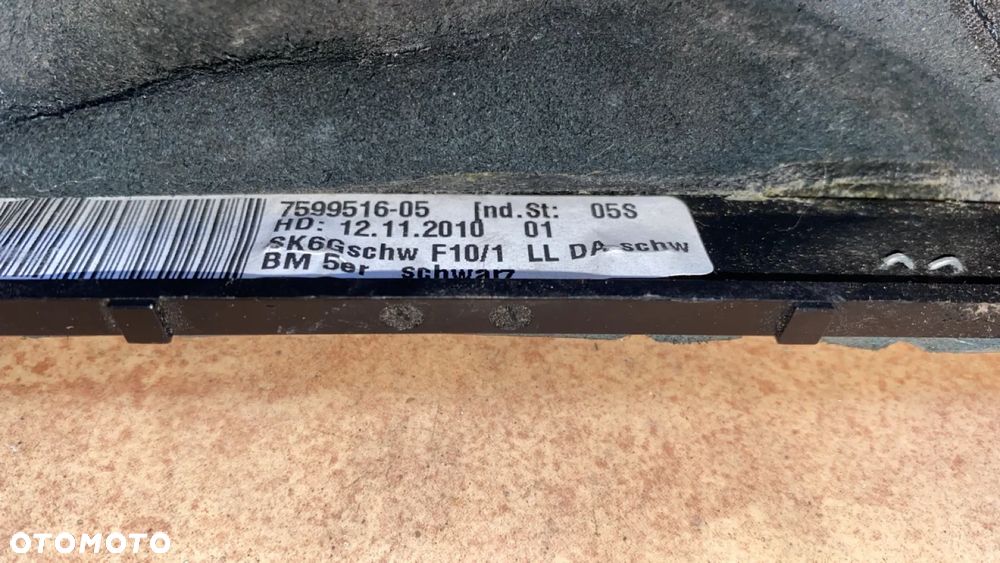 7599516-05 Ind.St: 05S
HD: 12.11.2010 01
SK6Gschw F10/1 LL DA schw
BM 5er schwarz
OTOMOTO